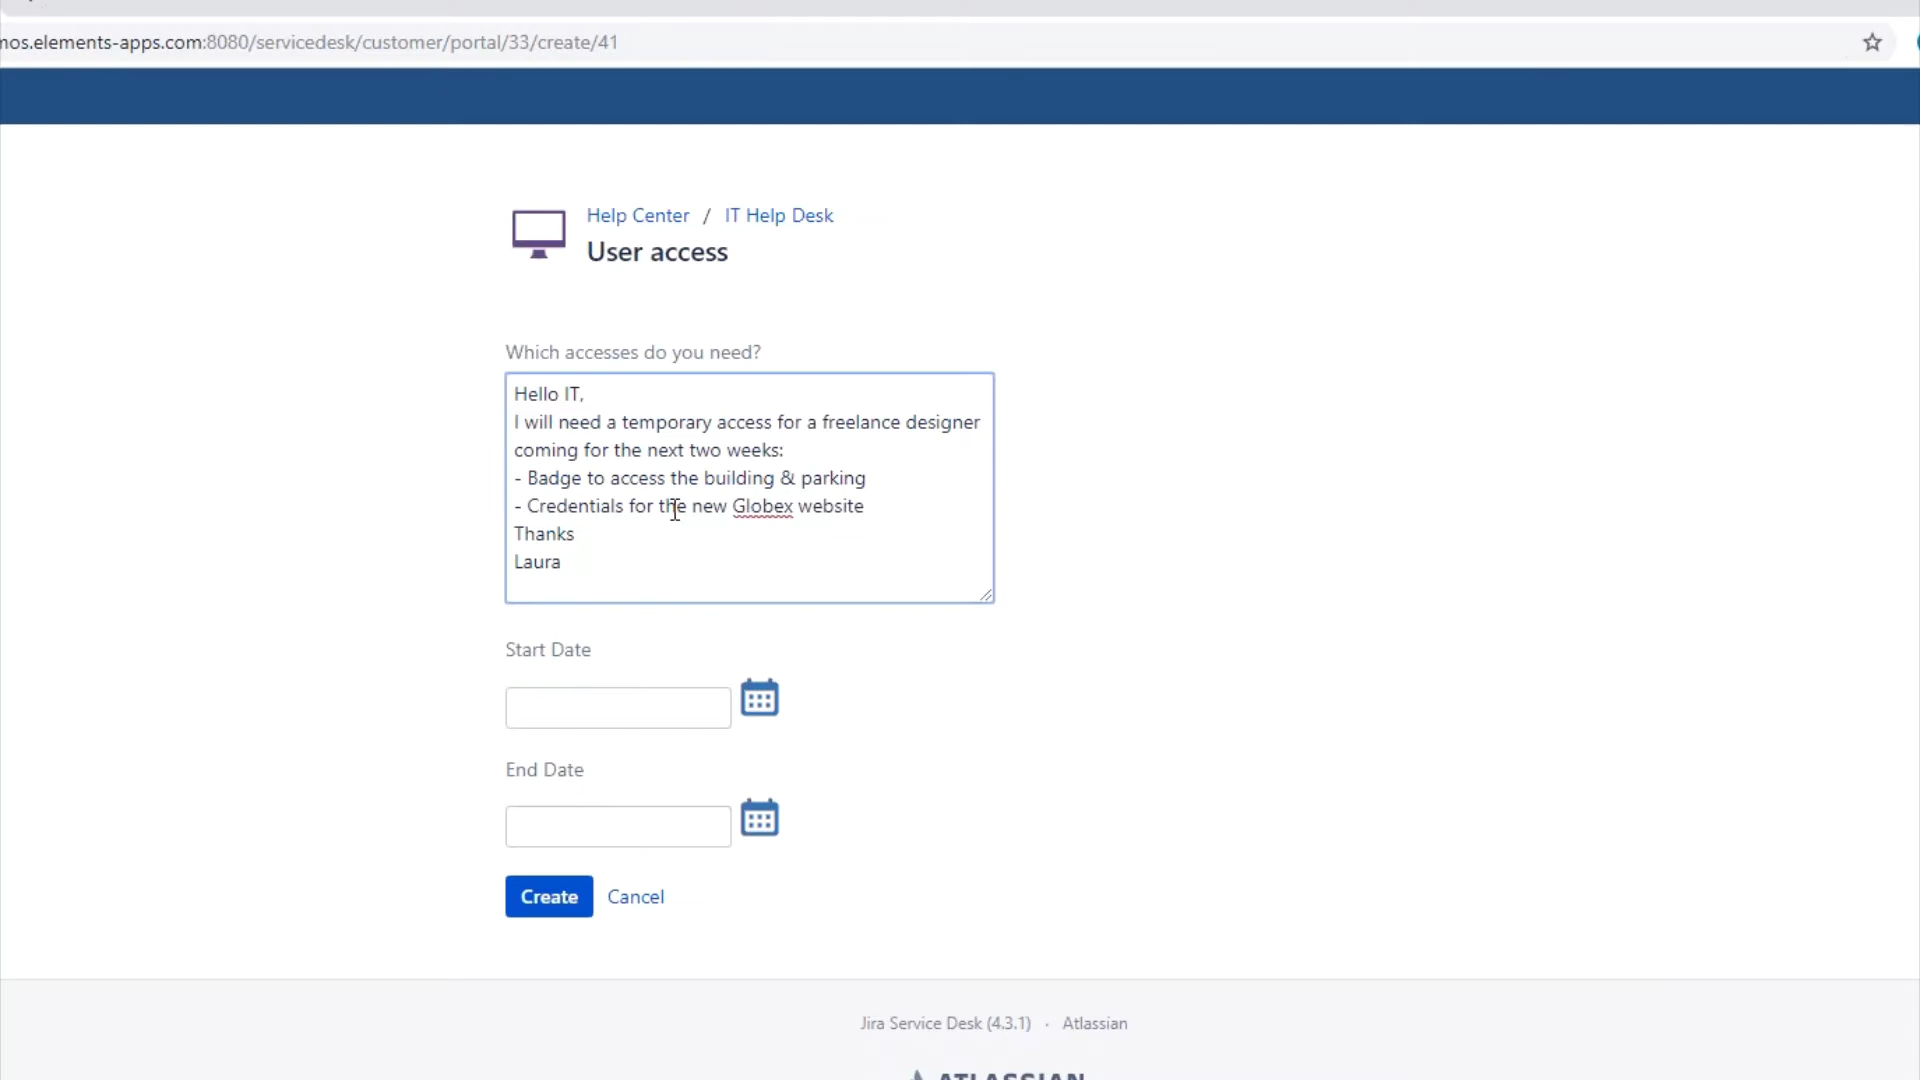 mos.elements-apps.com:8080/servicedesk/customer/portal/33/create/41
Help Center / IT Help Desk
User access
Which accesses do you need?
Hello IT,
I will need a temporary access for a freelance designer
coming for the next two weeks:
- Badge to access the building & parking
- Credentials for the new Globex website
Thanks
Laura
Start Date
End Date
Create Cancel
Jira Service Desk (4.3.1) · Atlassian
ATLASSIAN